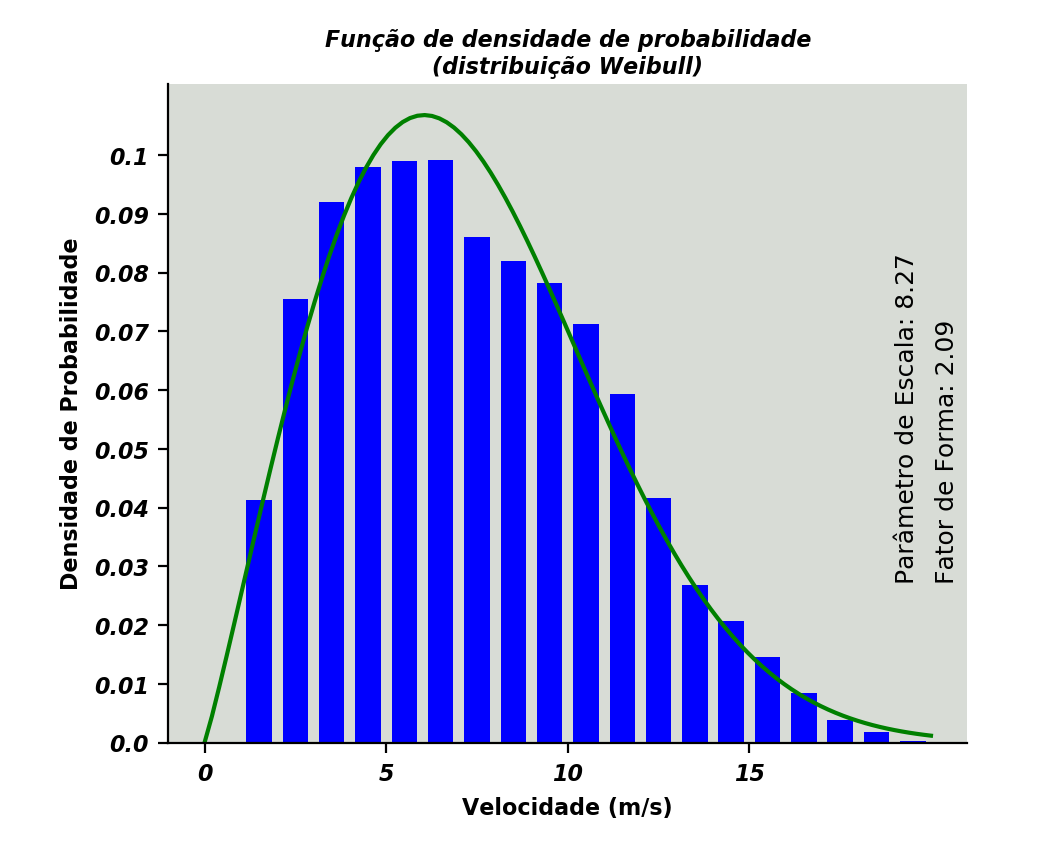 Função de densidade de probabilidade
(distribuição Weibull)
Densidade de Probabilidade
0.1
0.09
0.08
0.07
0.06
0.05
0.04
0.03
0.02
0.01
0.0
0 5 10 15
Velocidade (m/s)
Parâmetro de Escala: 8.27
Fator de Forma: 2.09